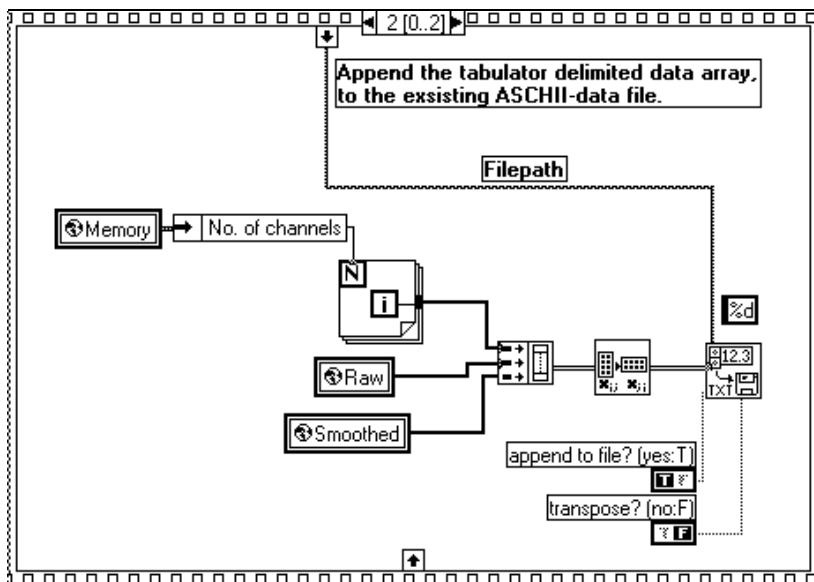 2 [0..2]
Append the tabulator delimited data array,
to the exsisting ASCHII-data file.
Filepath
Memory
No. of channels
N
i
%d
12.3
TXT
Raw
Smoothed
append to file? (yes:T)
T F
transpose? (no:F)
F